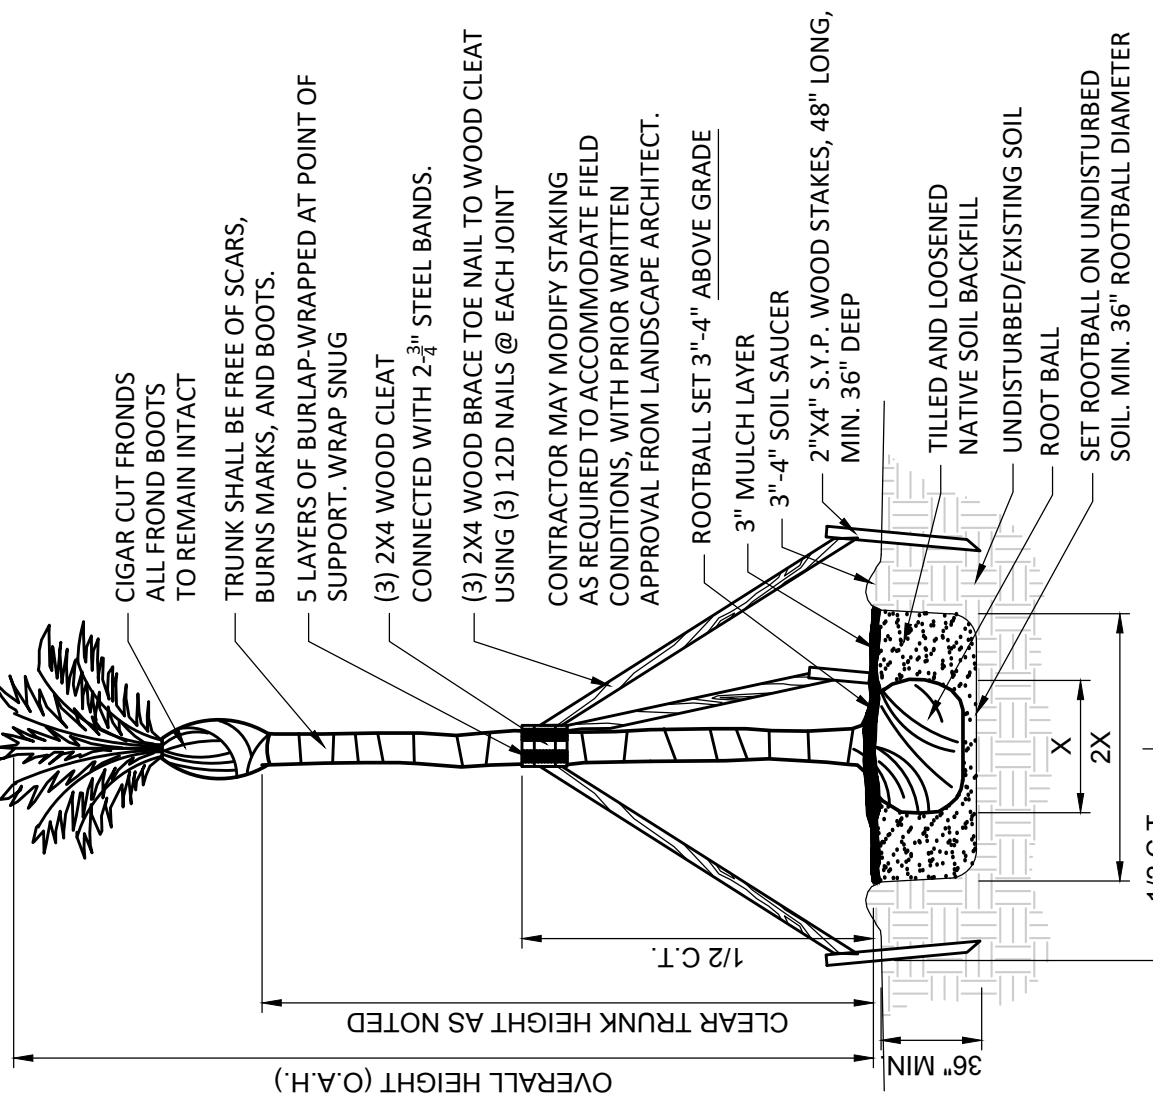 CIGAR CUT FRONDS
ALL FROND BOOTS
TO REMAIN INTACT
TRUNK SHALL BE FREE OF SCARS,
BURNS MARKS, AND BOOTS.
5 LAYERS OF BURLAP-WRAPPED AT POINT OF
SUPPORT. WRAP SNUG
(3) 2X4 WOOD CLEAT
CONNECTED WITH 2-3/4" STEEL BANDS.
(3) 2X4 WOOD BRACE TOE NAIL TO WOOD CLEAT
USING (3) 12D NAILS @ EACH JOINT
CONTRACTOR MAY MODIFY STAKING
AS REQUIRED TO ACCOMMODATE FIELD
CONDITIONS, WITH PRIOR WRITTEN
APPROVAL FROM LANDSCAPE ARCHITECT.
ROOTBALL SET 3"-4" ABOVE GRADE
3" MULCH LAYER
3"-4" SOIL SAUCER
2"X4" S.Y.P. WOOD STAKES, 48" LONG,
MIN. 36" DEEP
TILLED AND LOOSENED
NATIVE SOIL BACKFILL
UNDISTURBED/EXISTING SOIL
ROOT BALL
SET ROOTBALL ON UNDISTURBED
SOIL. MIN. 36" ROOTBALL DIAMETER
OVERALL HEIGHT (O.A.H.)
CLEAR TRUNK HEIGHT AS NOTED
1/2 C.T.
36" MIN.
X
2X